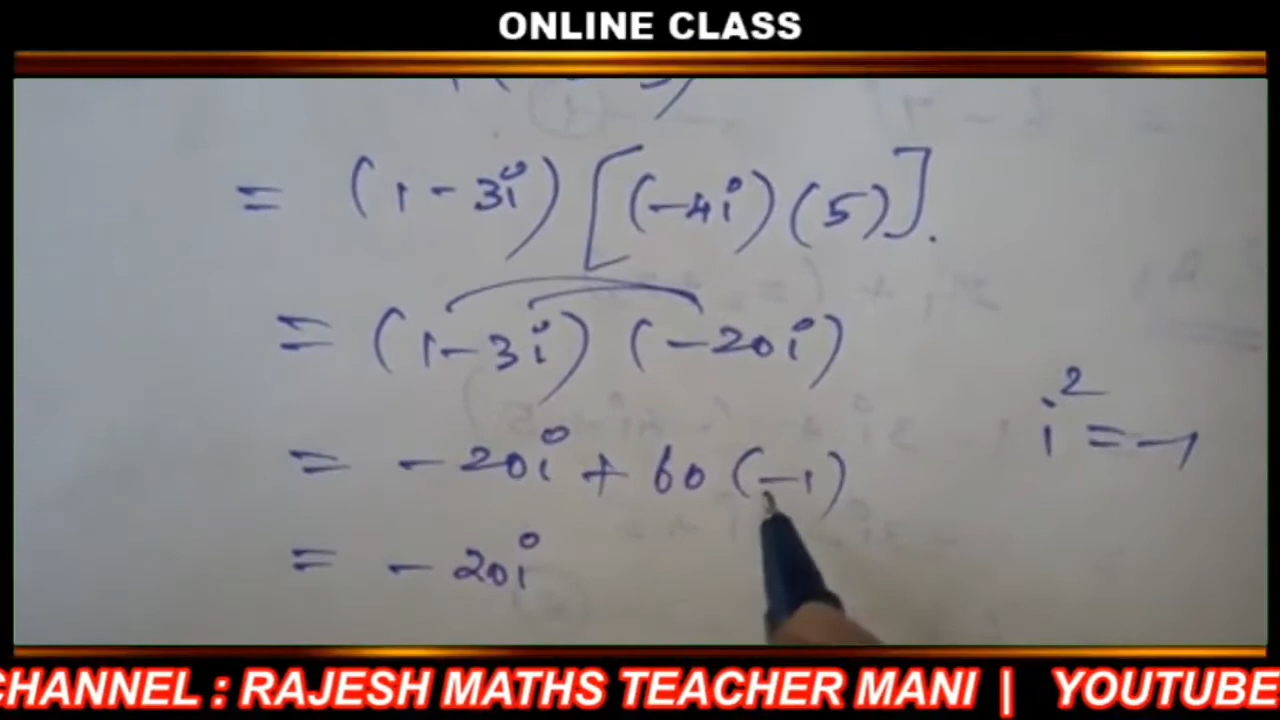 ONLINE CLASS
= (1-3i) [(-4i)(5)].
= (1-3i) (-20i)
i² = -1
= -20i + 60 (-1)
= -20i
CHANNEL : RAJESH MATHS TEACHER MANI | YOUTUBE